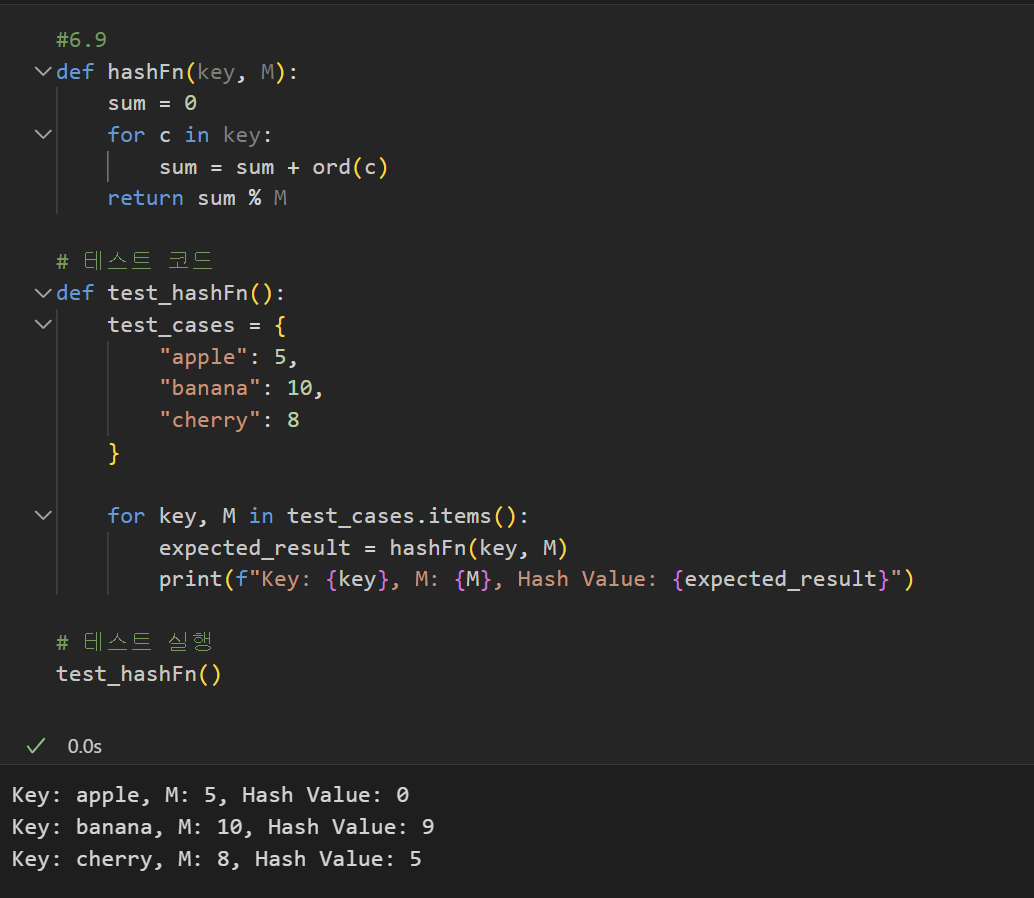 #6.9
def hashFn(key, M):
    sum = 0
    for c in key:
        sum = sum + ord(c)
    return sum % M
# 테스트 코드
def test_hashFn():
    test_cases = {
        "apple": 5,
        "banana": 10,
        "cherry": 8
    }
    for key, M in test_cases.items():
        expected_result = hashFn(key, M)
        print(f"Key: {key}, M: {M}, Hash Value: {expected_result}")
# 테스트 실행
test_hashFn()
0.0s
Key: apple, M: 5, Hash Value: 0
Key: banana, M: 10, Hash Value: 9
Key: cherry, M: 8, Hash Value: 5